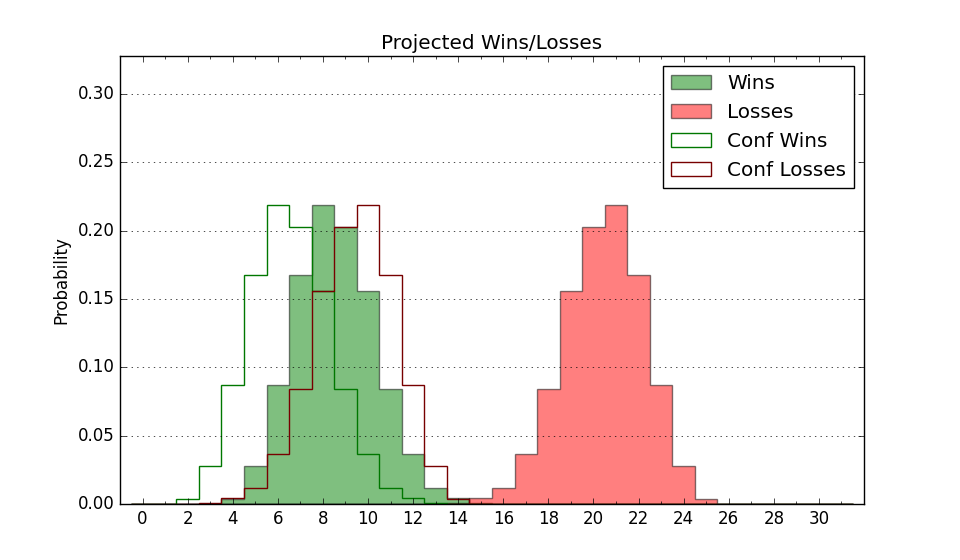 Projected Wins/Losses
Wins
Losses
Conf Wins
Conf Losses
Probability
0.30
0.25
0.20
0.15
0.10
0.05
0.00
0 2 4 6 8 10 12 14 16 18 20 22 24 26 28 30